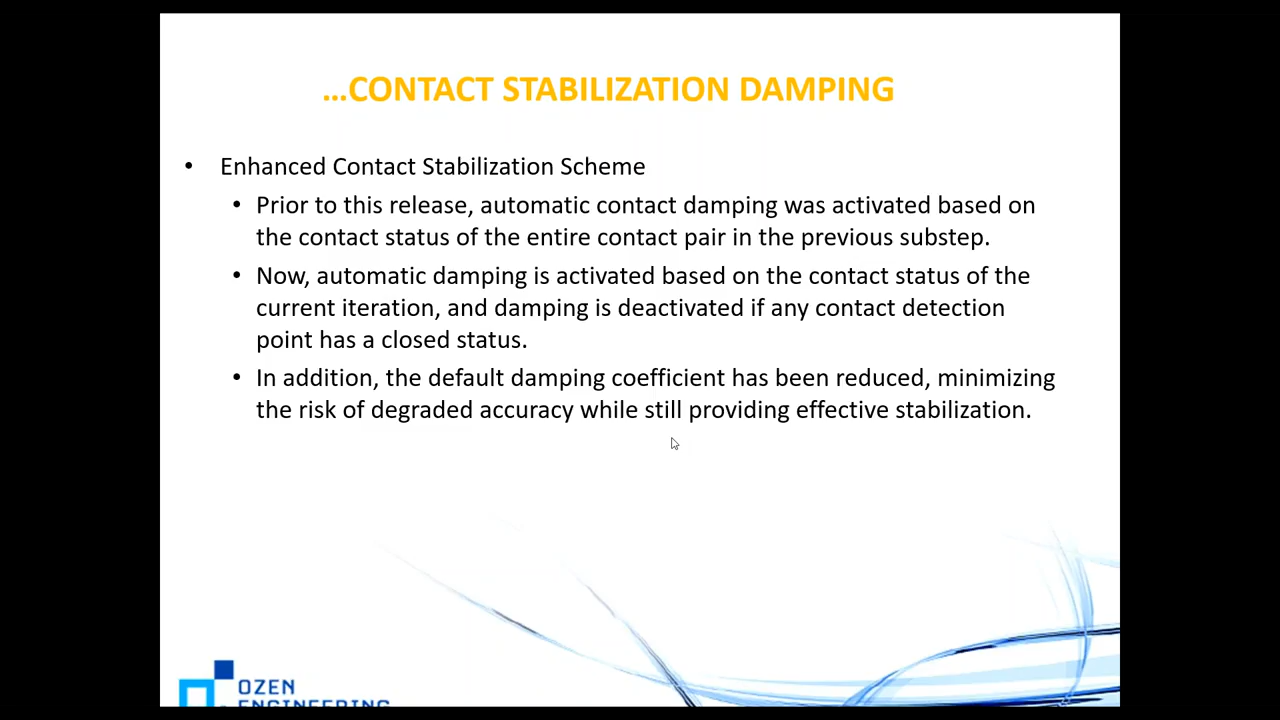 ...CONTACT STABILIZATION DAMPING
• Enhanced Contact Stabilization Scheme
• Prior to this release, automatic contact damping was activated based on
the contact status of the entire contact pair in the previous substep.
• Now, automatic damping is activated based on the contact status of the
current iteration, and damping is deactivated if any contact detection
point has a closed status.
• In addition, the default damping coefficient has been reduced, minimizing
the risk of degraded accuracy while still providing effective stabilization.
OZEN
ENGINEERING